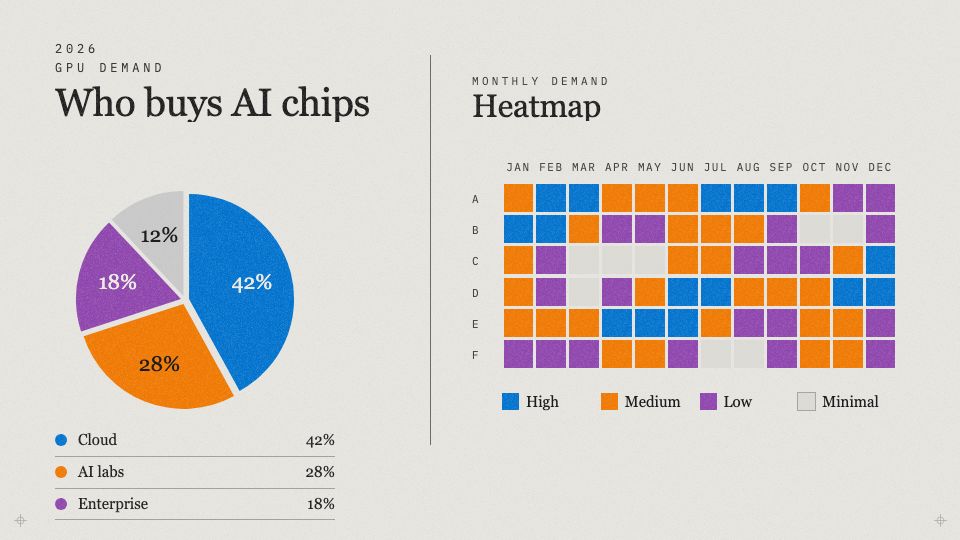 2026
GPU DEMAND
Who buys AI chips
12%
18%
42%
28%
Cloud 42%
AI labs 28%
Enterprise 18%
MONTHLY DEMAND
Heatmap
JAN FEB MAR APR MAY JUN JUL AUG SEP OCT NOV DEC
A
B
C
D
E
F
High Medium Low Minimal